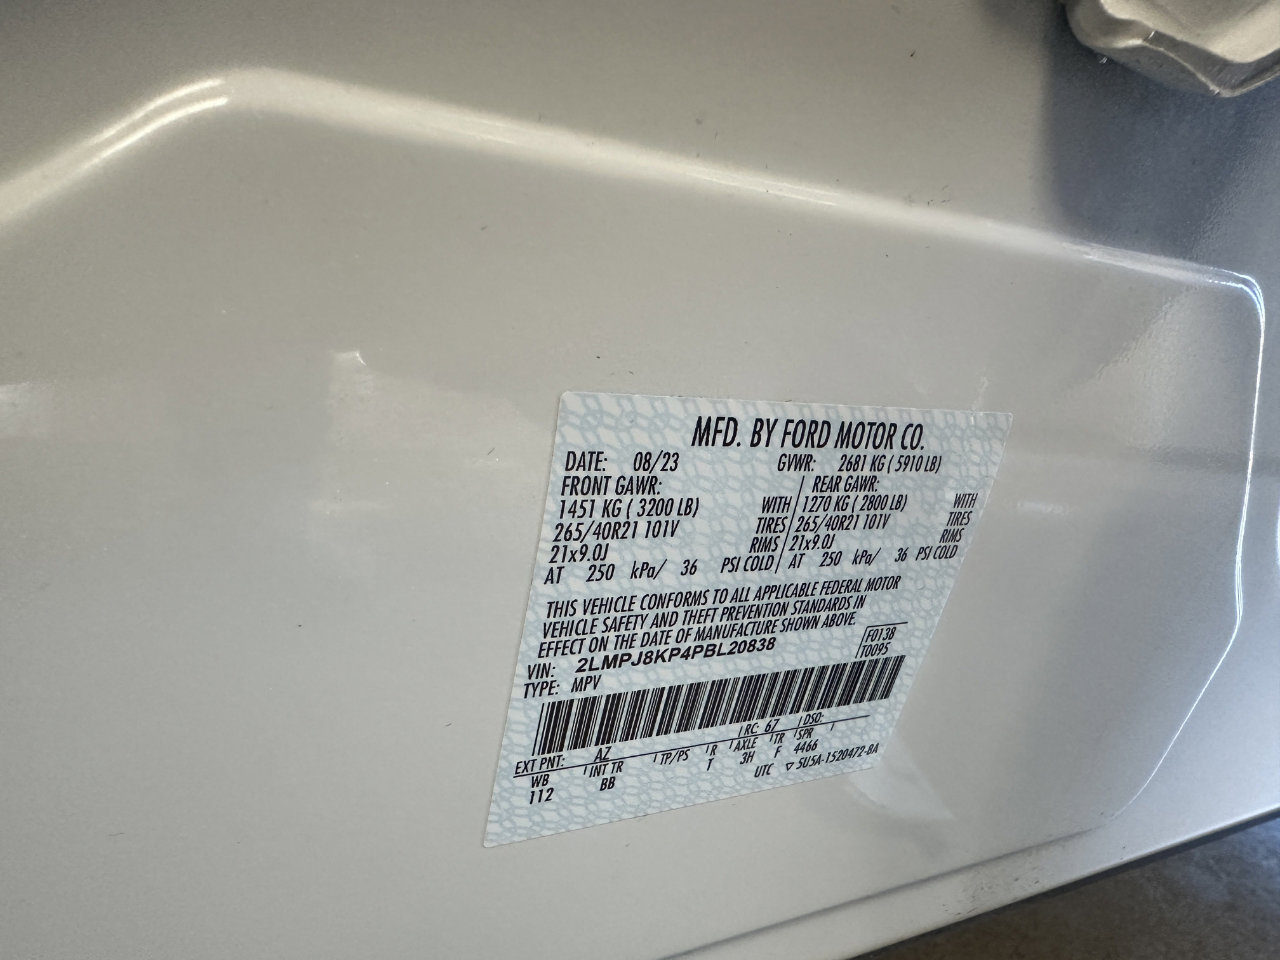 MFD. BY FORD MOTOR CO.
DATE: 08/23 GVWR: 2681 KG ( 5910 LB)
FRONT GAWR: REAR GAWR:
1451 KG ( 3200 LB) WITH 1270 KG ( 2800 LB) WITH
265/40R21 101V TIRES 265/40R21 101V TIRES
21x9.0J RIMS 21x9.0J RIMS
AT 250 kPa/ 36 PSI COLD AT 250 kPa/ 36 PSI COLD
THIS VEHICLE CONFORMS TO ALL APPLICABLE FEDERAL MOTOR
VEHICLE SAFETY AND THEFT PREVENTION STANDARDS IN
EFFECT ON THE DATE OF MANUFACTURE SHOWN ABOVE.
VIN: 2LMPJ8KP4PBL20838 F0138
TYPE: MPV T0095
EXT PNT: AZ RC: 67 DSO:
WB INT TR TP/PS R AXLE TR SPR
112 BB T 3H F 4466
UTC ▽ 5U5A-1520472-BA